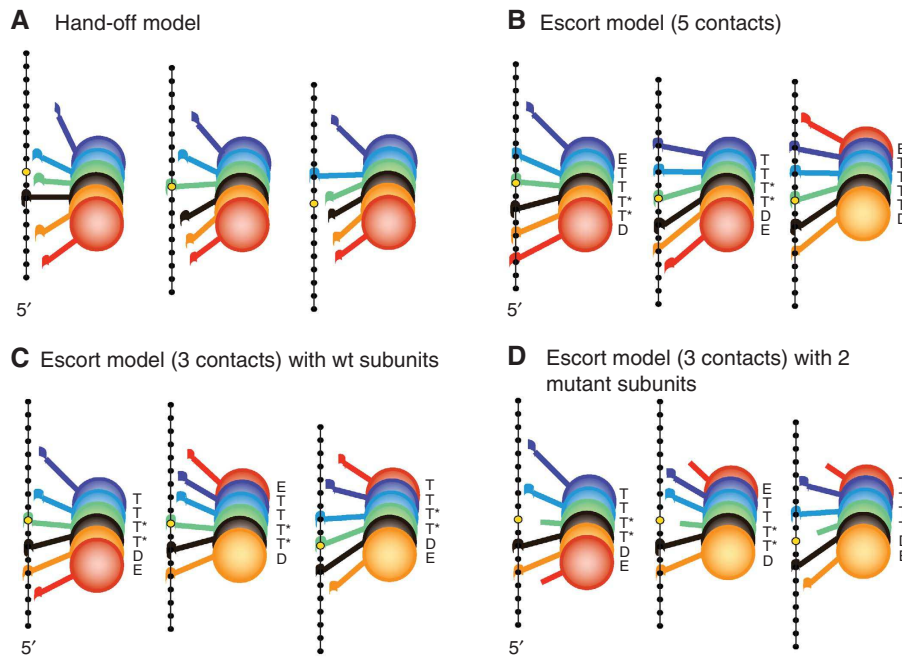 A Hand-off model
B Escort model (5 contacts)
E
T
T
T*
T*
D
T
T
T*
T*
D
E
E
T
T
T
T
D
5′
C Escort model (3 contacts) with wt subunits
D Escort model (3 contacts) with 2
mutant subunits
T
T
T*
T*
D
E
E
T
T
T*
T*
D
T
T
T*
T*
D
E
T
T
T*
T*
D
E
E
T
T
T*
T*
D
5′
5′